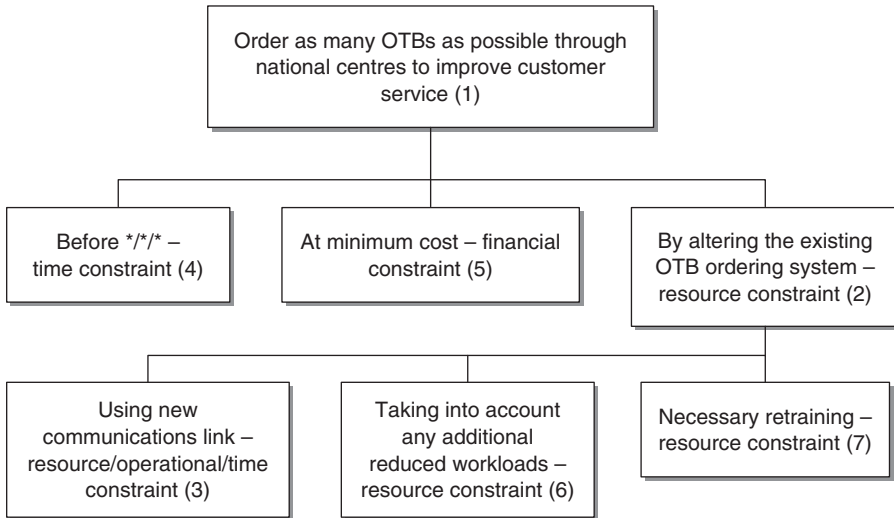 Order as many OTBs as possible through
national centres to improve customer
service (1)
Before */*/* –
time constraint (4)
At minimum cost – financial
constraint (5)
By altering the existing
OTB ordering system –
resource constraint (2)
Using new
communications link –
resource/operational/time
constraint (3)
Taking into account
any additional
reduced workloads –
resource constraint (6)
Necessary retraining –
resource constraint (7)